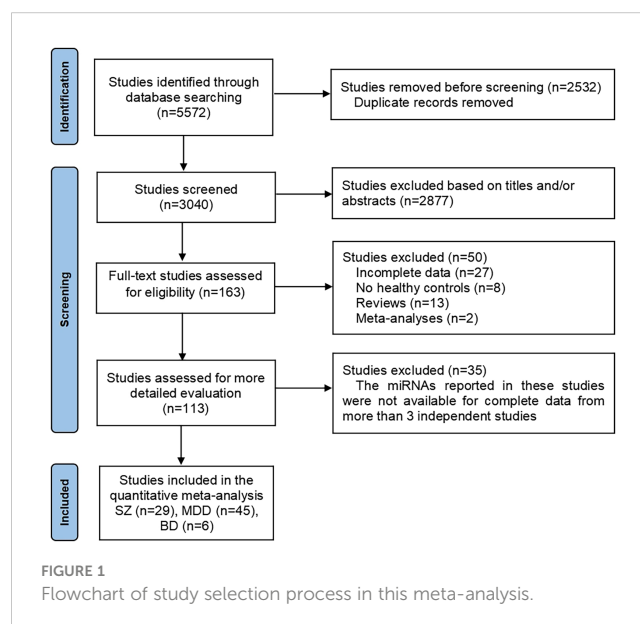 Identification
Studies identified through
database searching
(n=5572)
Studies removed before screening (n=2532)
Duplicate records removed
Screening
Studies screened
(n=3040)
Studies excluded based on titles and/or
abstracts (n=2877)
Full-text studies assessed
for eligibility (n=163)
Studies excluded (n=50)
Incomplete data (n=27)
No healthy controls (n=8)
Reviews (n=13)
Meta-analyses (n=2)
Studies assessed for more
detailed evaluation
(n=113)
Studies excluded (n=35)
The miRNAs reported in these studies
were not available for complete data from
more than 3 independent studies
Included
Studies included in the
quantitative meta-analysis
SZ (n=29), MDD (n=45),
BD (n=6)
FIGURE 1
Flowchart of study selection process in this meta-analysis.